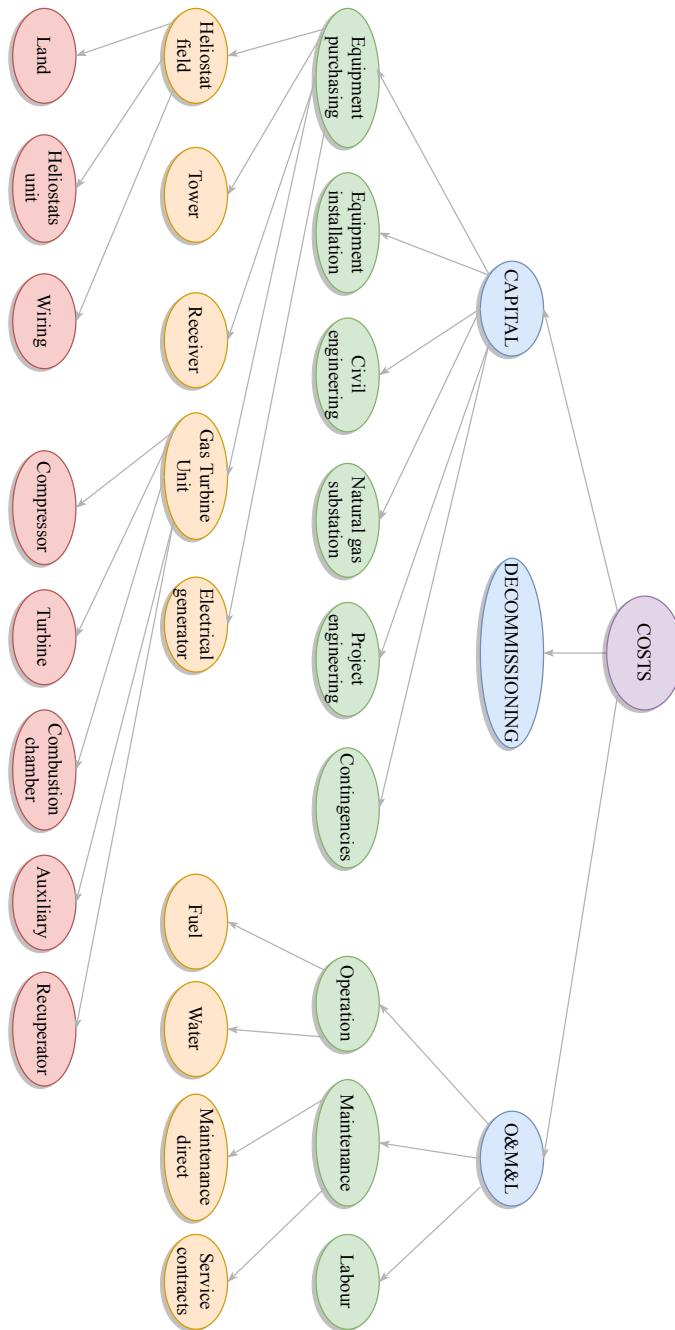 COSTS
CAPITAL
DECOMMISSIONING
O&M&L
Equipment
purchasing
Equipment
installation
Civil
engineering
Natural gas
substation
Project
engineering
Contingencies
Operation
Maintenance
Labour
Heliostat
field
Tower
Receiver
Gas Turbine
Unit
Electrical
generator
Fuel
Water
Maintenance
direct
Service
contracts
Land
Heliostats
unit
Wiring
Compressor
Turbine
Combustion
chamber
Auxiliary
Recuperator